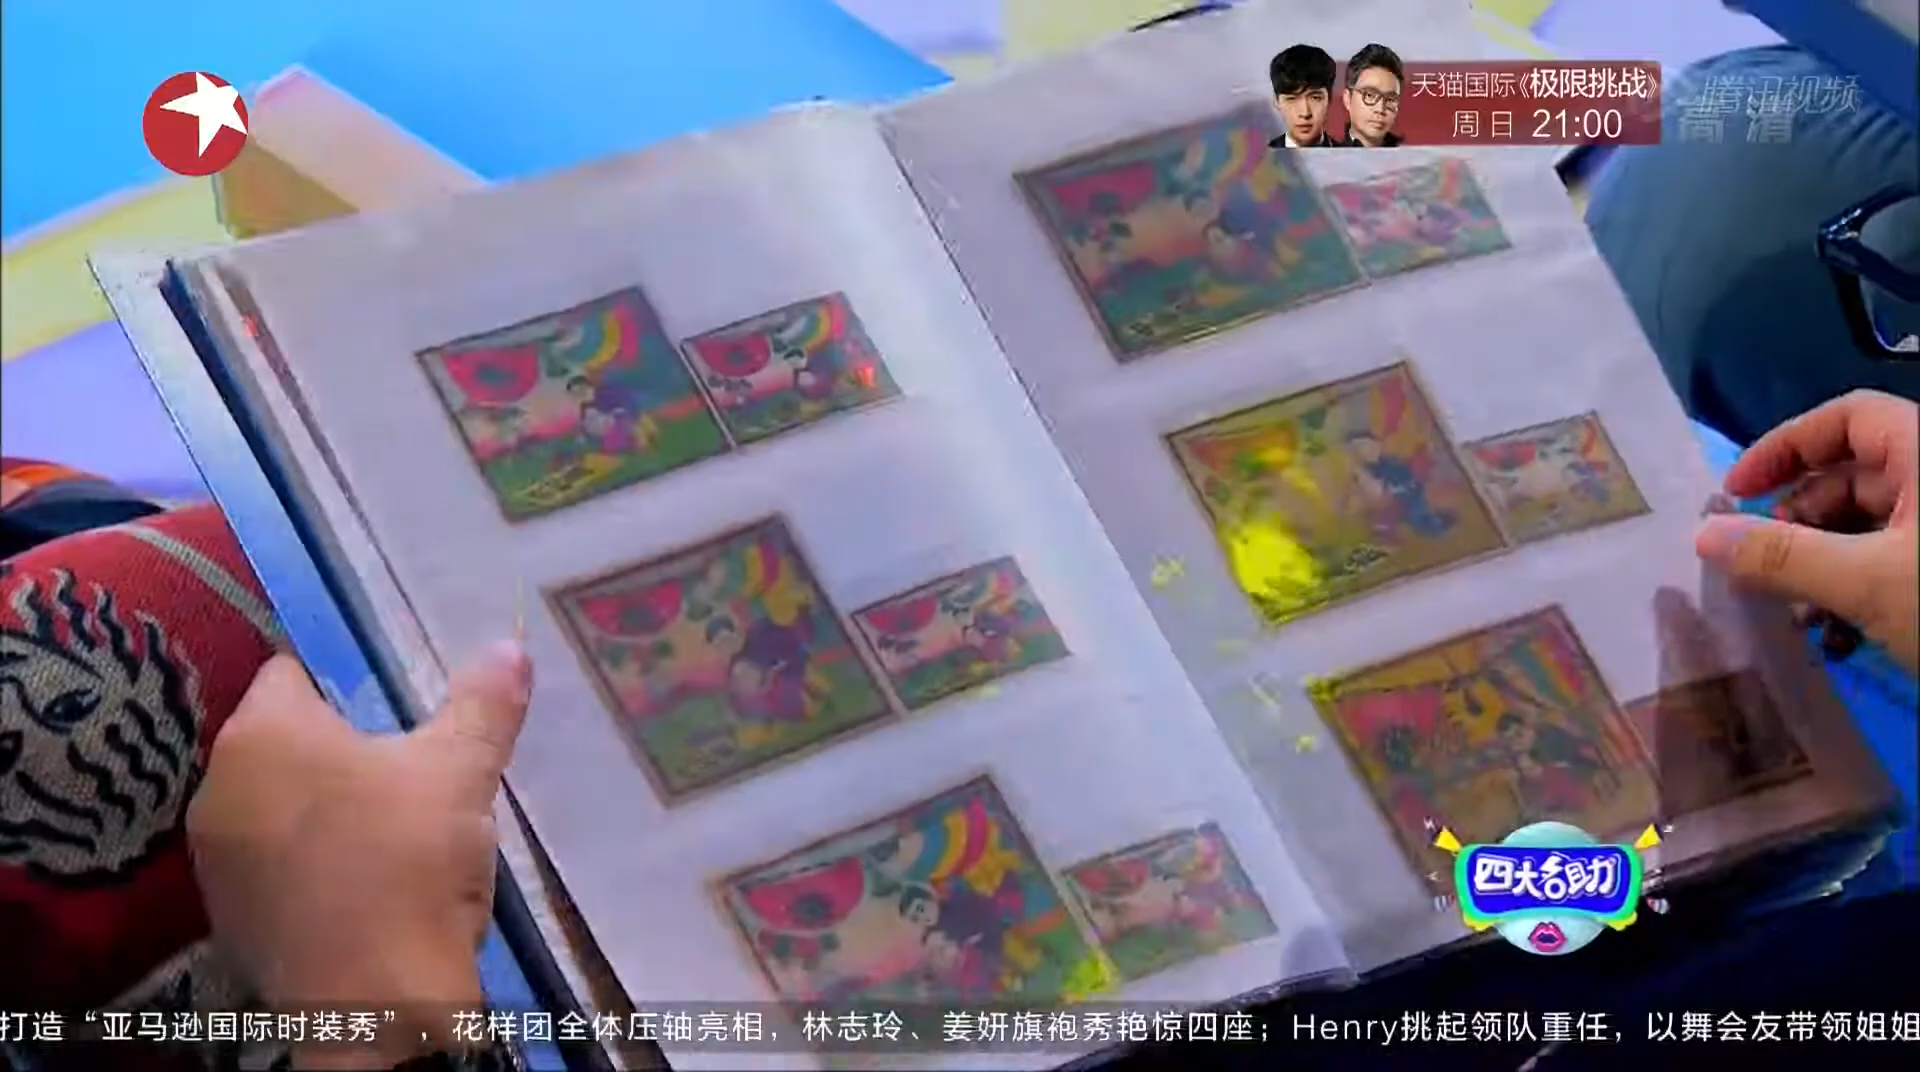 天猫国际《极限挑战》
周日 21:00
腾讯视频
高清
四大名助
打造“亚马逊国际时装秀”，花样团全体压轴亮相，林志玲、姜妍旗袍秀艳惊四座；Henry挑起领队重任，以舞会友带领姐姐